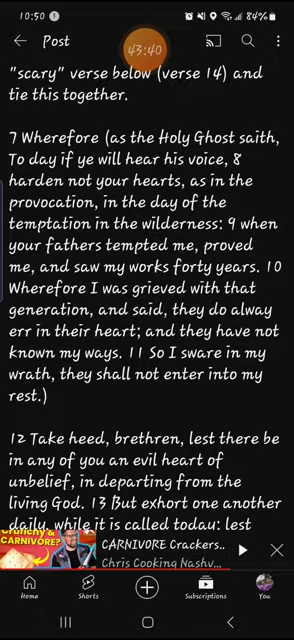 10:50
84%
Post
43:40
"scary" verse below (verse 14) and
tie this together.
7 Wherefore (as the Holy Ghost saith,
To day if ye will hear his voice, 8
harden not your hearts, as in the
provocation, in the day of the
temptation in the wilderness: 9 when
your fathers tempted me, proved
me, and saw my works forty years. 10
Wherefore I was grieved with that
generation, and said, they do alway
err in their heart; and they have not
known my ways. 11 So I sware in my
wrath, they shall not enter into my
rest.)
12 Take heed, brethren, lest there be
in any of you an evil heart of
unbelief, in departing from the
living God. 13 But exhort one another
daily, while it is called today; lest
Crunchy &
CARNIVORE?
CARNIVORE Crackers..
Chris Cooking Nashv...
Home
Shorts
Subscriptions
You